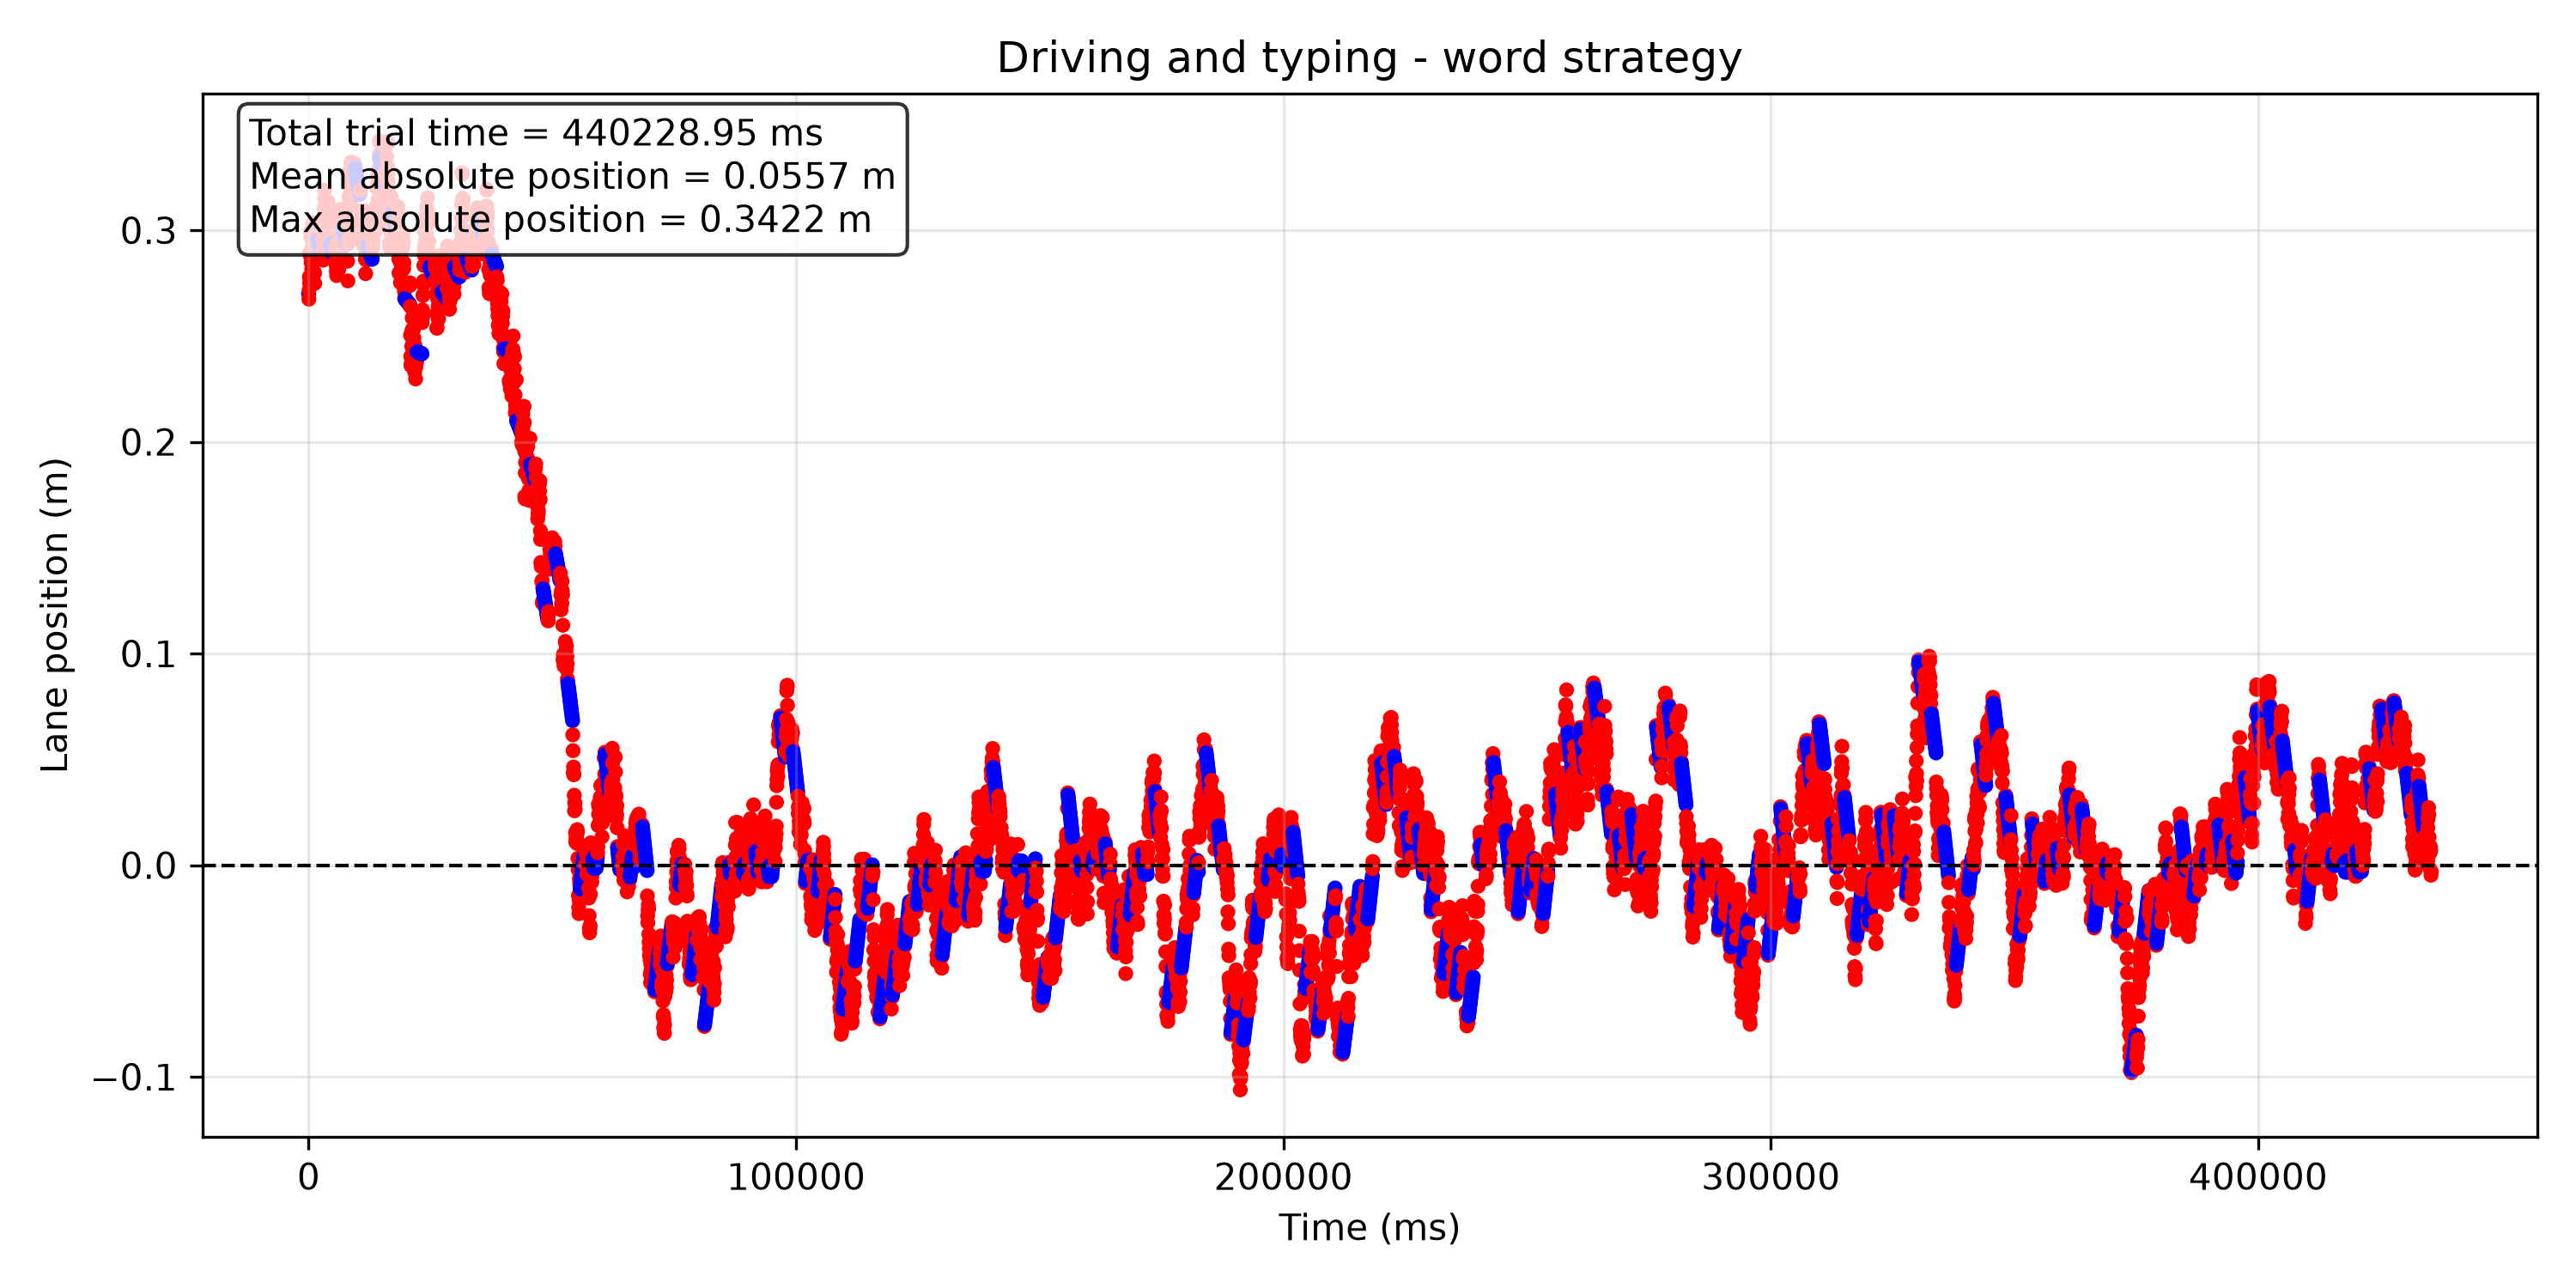 Driving and typing - word strategy
Total trial time = 440228.95 ms
Mean absolute position = 0.0557 m
Max absolute position = 0.3422 m
Lane position (m)
0.3
0.2
0.1
0.0
−0.1
0
100000
200000
300000
400000
Time (ms)